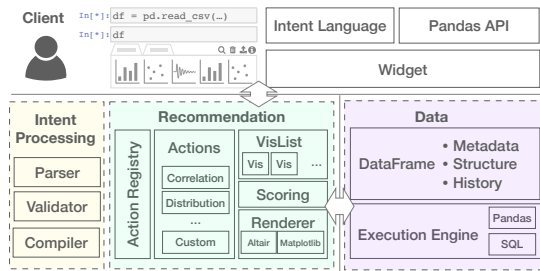 Client
In[*]: df = pd.read_csv(…)
In[*]: df
Intent Language
Pandas API
Widget
Intent
Processing
Parser
Validator
Compiler
Recommendation
Action Registry
Actions
Correlation
Distribution
...
Custom
VisList
Vis
Vis
...
Scoring
Renderer
Altair
Matplotlib
Data
DataFrame
• Metadata
• Structure
• History
Execution Engine
Pandas
SQL